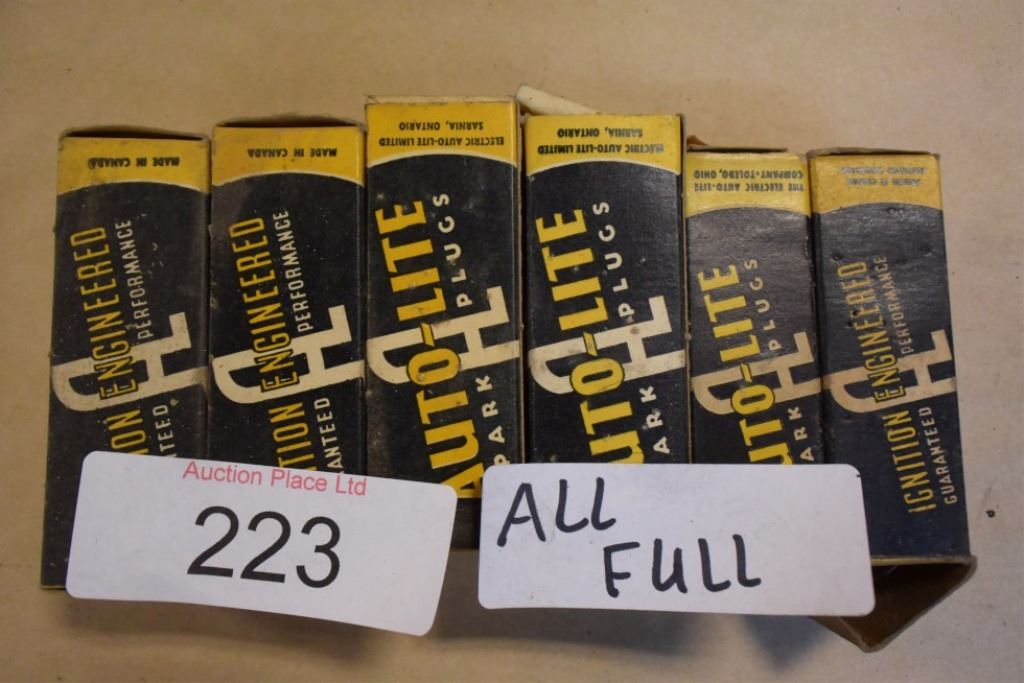 MADE IN CANADA
IGNITION ENGINEERED
GUARANTEED PERFORMANCE
MADE IN CANADA
ENGINEERED
PERFORMANCE
ELECTRIC AUTO-LITE LIMITED
SARNIA, ONTARIO
AUTO-LITE
SPARK PLUGS
ELECTRIC AUTO-LITE LIMITED
SARNIA, ONTARIO
AUTO-LITE
SPARK PLUGS
THE ELECTRIC AUTO-LITE
COMPANY·TOLEDO, OHIO
AUTO-LITE
SPARK PLUGS
IGNITION ENGINEERED
GUARANTEED PERFORMANCE
Auction Place Ltd
223
ALL
FULL